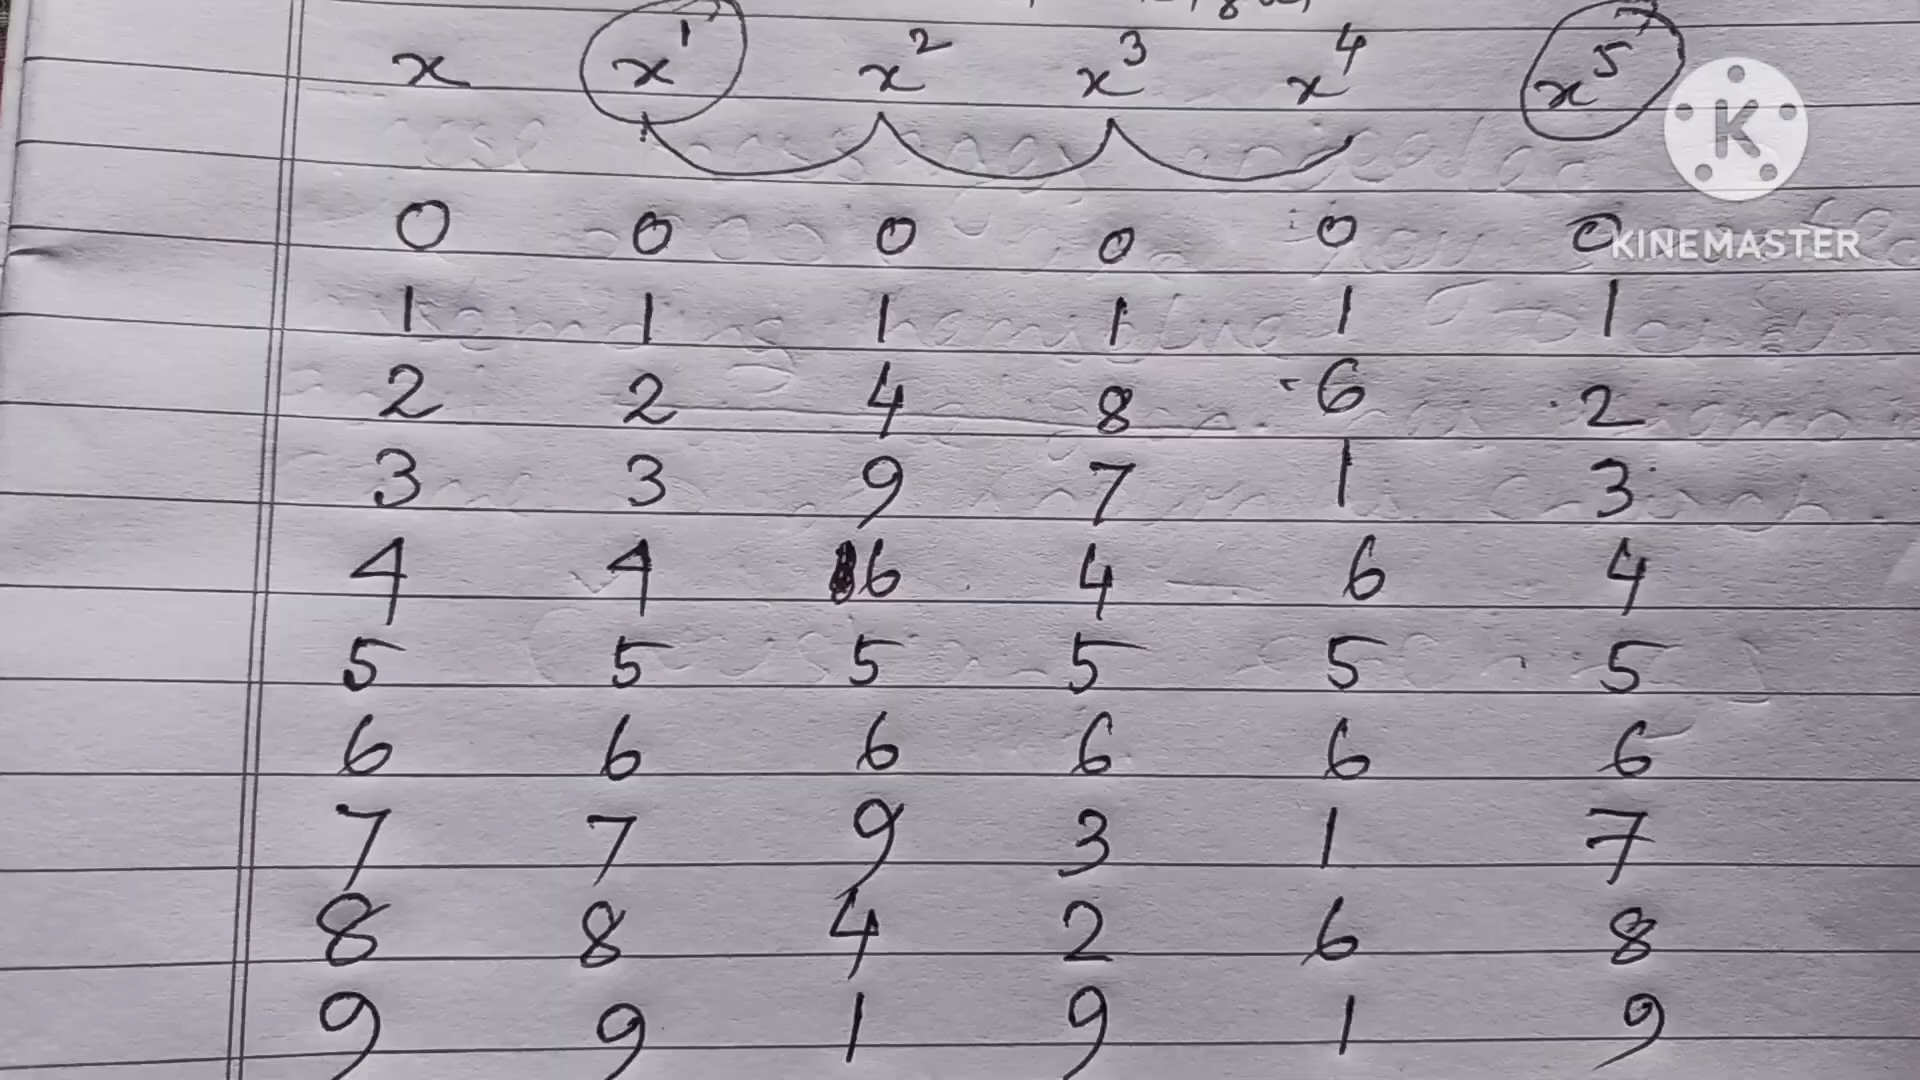 x x¹ x² x³ x⁴ x⁵
K
0 0 0 0 0 0
KINEMASTER
1 1 1 1 1 1
2 2 4 8 6 2
3 3 9 7 1 3
4 4 6 4 6 4
5 5 5 5 5 5
6 6 6 6 6 6
7 7 9 3 1 7
8 8 4 2 6 8
9 9 1 9 1 9